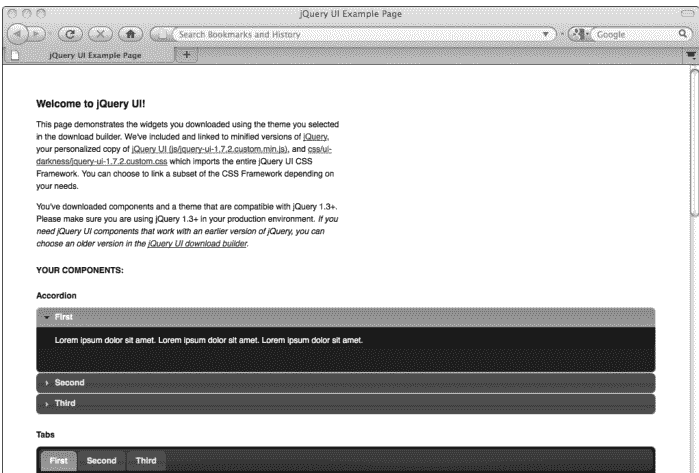 jQuery UI Example Page
Search Bookmarks and History
Google
jQuery UI Example Page
+
Welcome to jQuery UI!
This page demonstrates the widgets you downloaded using the theme you selected
in the download builder. We've included and linked to minified versions of jQuery,
your personalized copy of jQuery UI (js/jquery-ui-1.7.2.custom.min.js), and css/ui-
darkness/jquery-ui-1.7.2.custom.css which imports the entire jQuery UI CSS
Framework. You can choose to link a subset of the CSS Framework depending on
your needs.
You've downloaded components and a theme that are compatible with jQuery 1.3+.
Please make sure you are using jQuery 1.3+ in your production environment. If you
need jQuery UI components that work with an earlier version of jQuery, you can
choose an older version in the jQuery UI download builder.
YOUR COMPONENTS:
Accordion
First
Lorem ipsum dolor sit amet. Lorem ipsum dolor sit amet. Lorem ipsum dolor sit amet.
Second
Third
Tabs
First Second Third